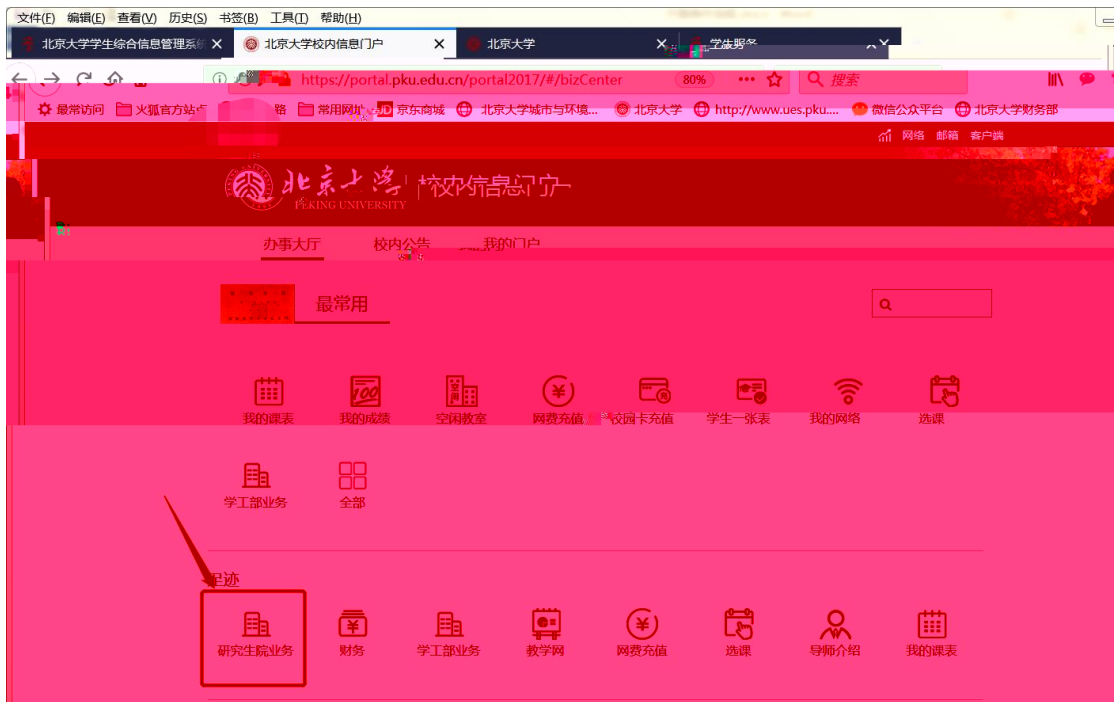 文件(F) 编辑(E) 查看(V) 历史(S) 书签(B) 工具(T) 帮助(H)
北京大学学生综合信息管理系统 × 北京大学校内信息门户 × 北京大学 × 学生服务 ×
https://portal.pku.edu.cn/portal2017/#/bizCenter 80% ••• 搜索
最常访问 火狐官方站点 路 常用网址 JD 京东商城 北京大学城市与环境... 北京大学 http://www.ues.pku.... 微信公众平台 北京大学财务部
网络 邮箱 客户端
北京大学 校内信息门户
PEKING UNIVERSITY
办事大厅 校内公告 我的门户
最常用
我的课表 我的成绩 空闲教室 网费充值 校园卡充值 学生一张表 我的网络 选课
学工部业务 全部
足迹
研究生院业务 财务 学工部业务 教学网 网费充值 选课 导师介绍 我的课表